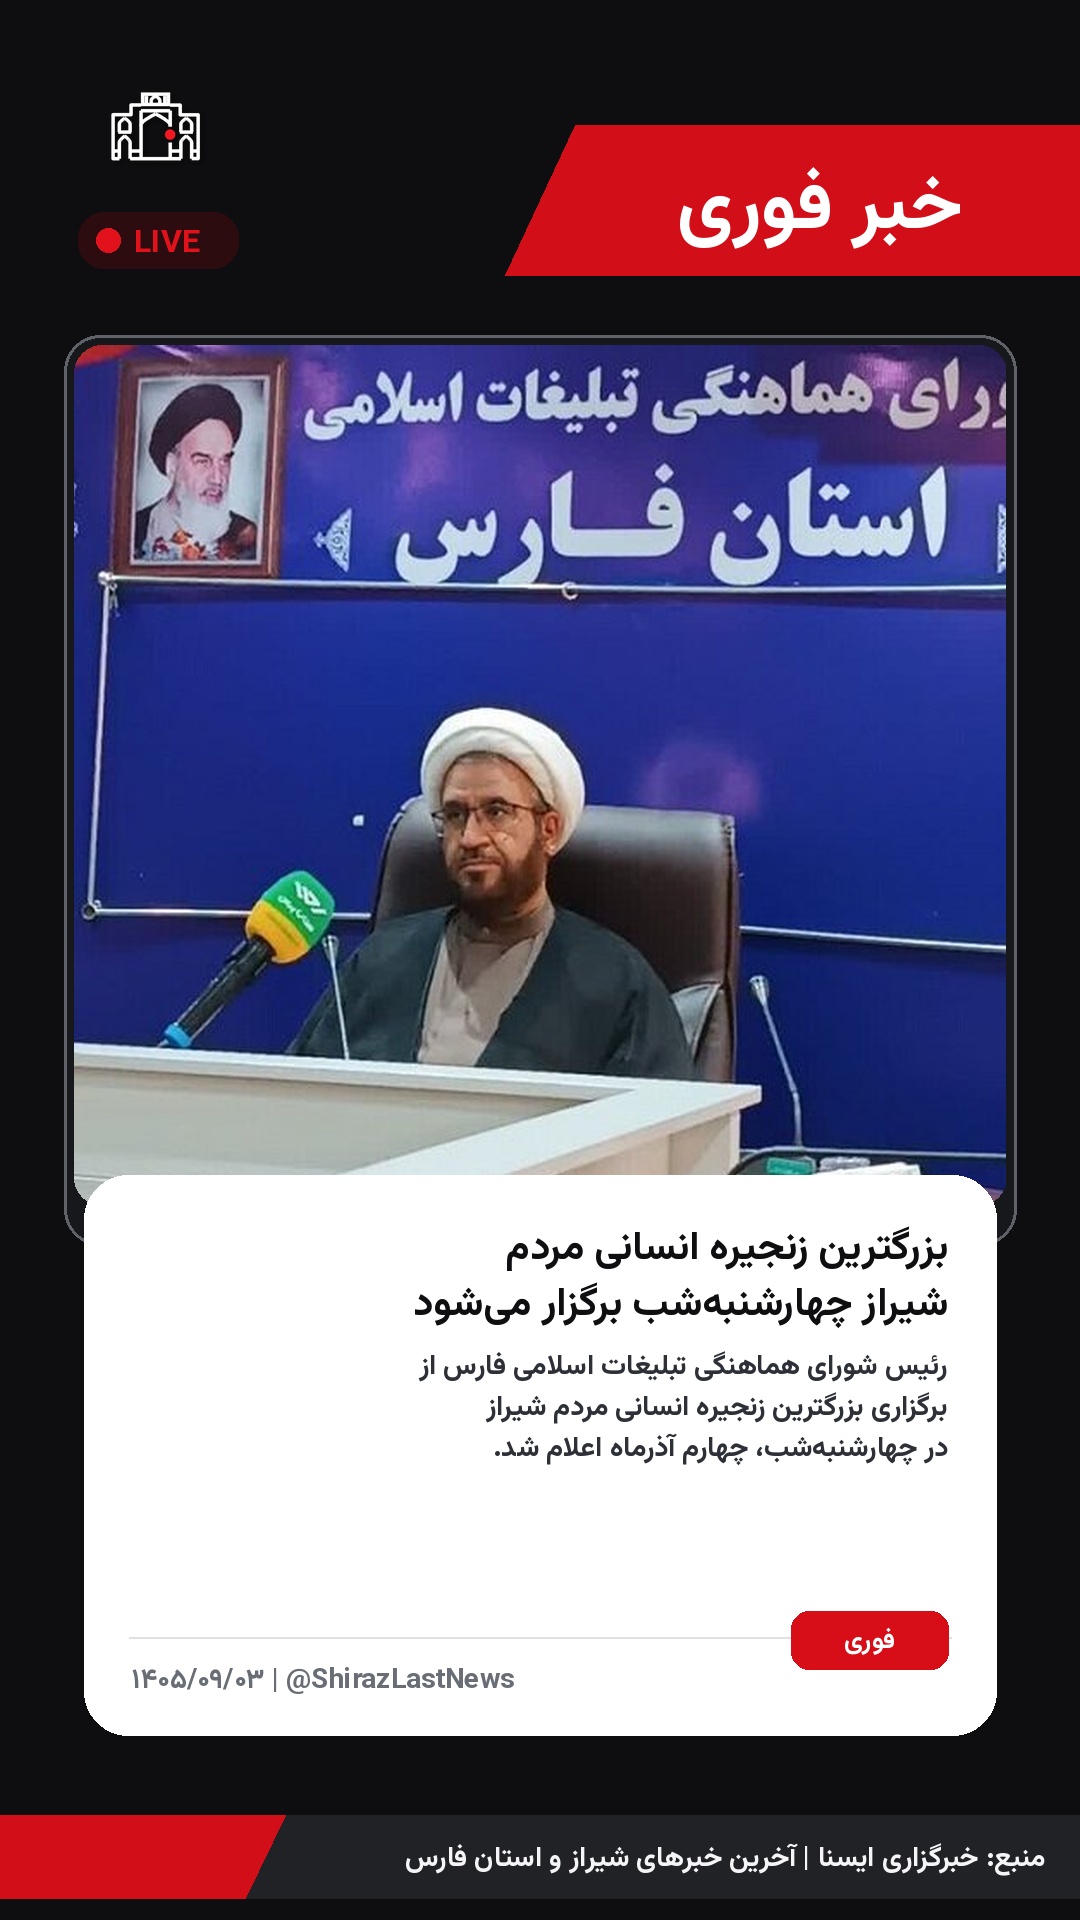 خبر فوری
LIVE
ورای هماهنگی تبلیغات اسلامی
استان فارس
بزرگترین زنجیره انسانی مردم
شیراز چهارشنبه‌شب برگزار می‌شود
رئیس شورای هماهنگی تبلیغات اسلامی فارس از
برگزاری بزرگترین زنجیره انسانی مردم شیراز
در چهارشنبه‌شب، چهارم آذرماه اعلام شد.
فوری
۱۴۰۵/۰۹/۰۳ | @ShirazLastNews
منبع: خبرگزاری ایسنا | آخرین خبرهای شیراز و استان فارس